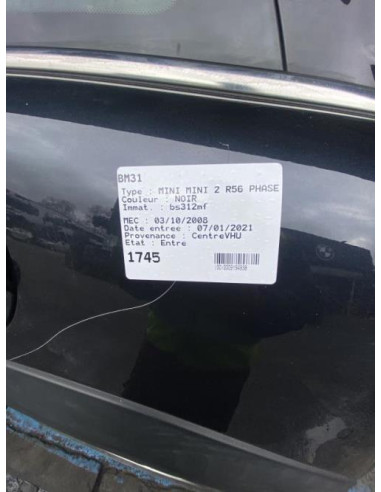 BM31
Type : MINI MINI 2 R56 PHASE
Couleur : NOIR
Immat. : bs312mf
MEC : 03/10/2008
Date entree : 07/01/2021
Provenance : CentreVHU
Etat : Entre
1745